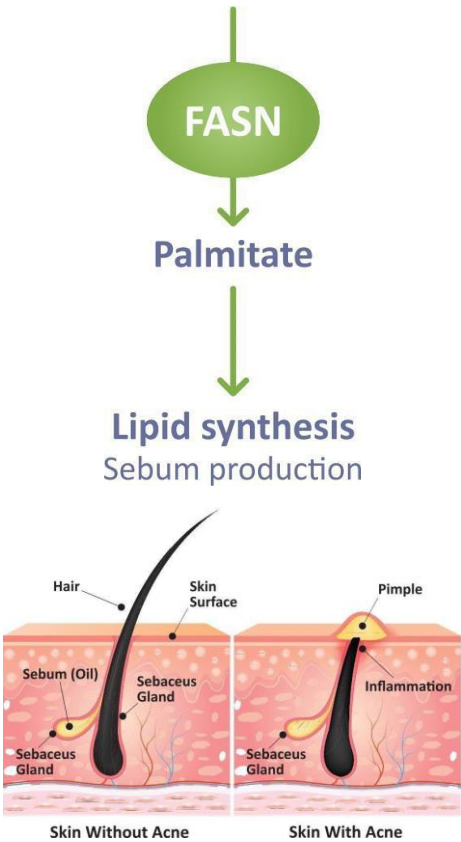 FASN
Palmitate
Lipid synthesis
Sebum production
Hair
Skin
Surface
Sebum (Oil)
Sebaceus
Gland
Sebaceus
Gland
Skin Without Acne
Pimple
Inflammation
Sebaceus
Gland
Skin With Acne